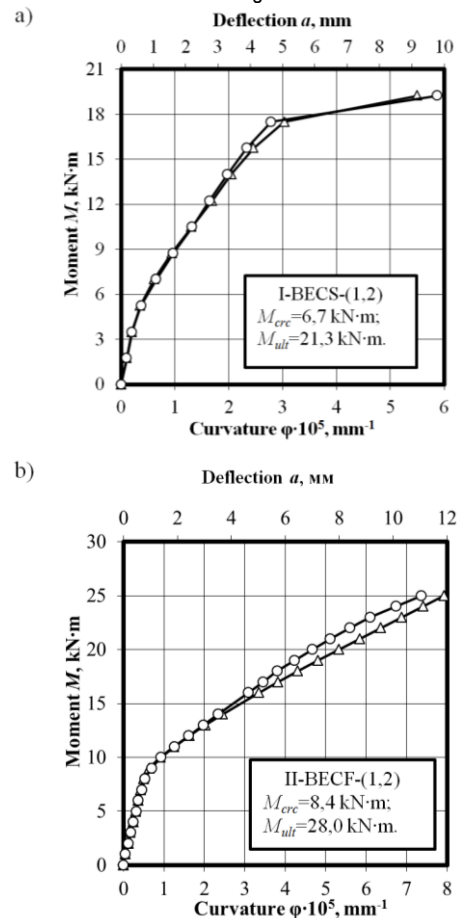 a)
Deflection a, mm
0 1 2 3 4 5 6 7 8 9 10
Moment M, kN·m
21
18
15
12
9
6
3
0
I-BECS-(1,2)
Mcrc=6,7 kN·m;
Mult=21,3 kN·m.
0 1 2 3 4 5 6
Curvature φ·10⁵, mm⁻¹
b)
Deflection a, мм
0 2 4 6 8 10 12
Moment M, kN·m
30
25
20
15
10
5
0
II-BECF-(1,2)
Mcrc=8,4 kN·m;
Mult=28,0 kN·m.
0 1 2 3 4 5 6 7 8
Curvature φ·10⁵, mm⁻¹